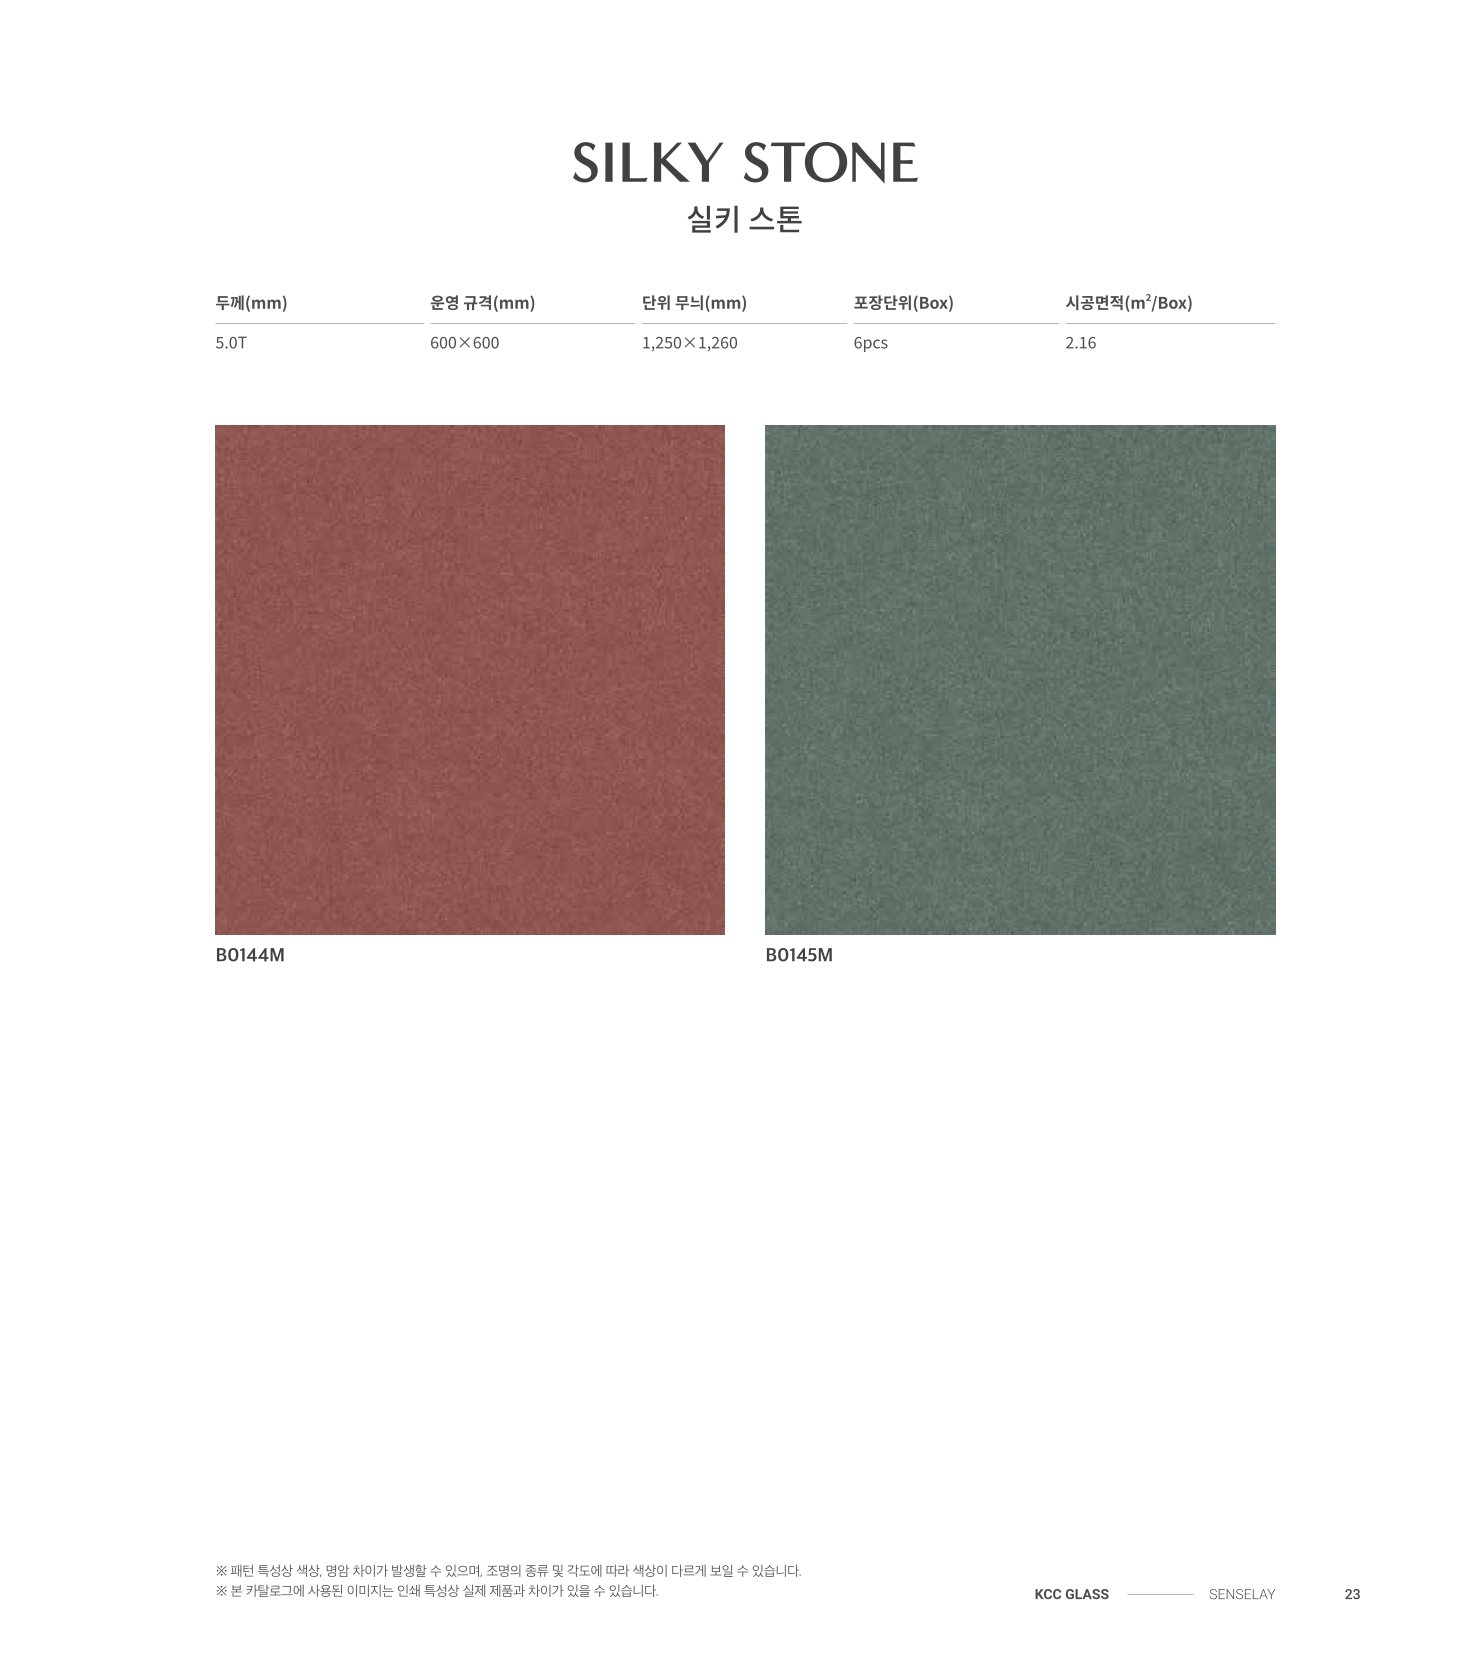 SILKY STONE
실키 스톤
두께(mm) 운영 규격(mm) 단위 무늬(mm) 포장단위(Box) 시공면적(m²/Box)
5.0T 600×600 1,250×1,260 6pcs 2.16
BO144M BO145M
※ 패턴 특성상 색상, 명암 차이가 발생할 수 있으며, 조명의 종류 및 각도에 따라 색상이 다르게 보일 수 있습니다.
※ 본 카탈로그에 사용된 이미지는 인쇄 특성상 실제 제품과 차이가 있을 수 있습니다.
KCC GLASS SENSELAY 23